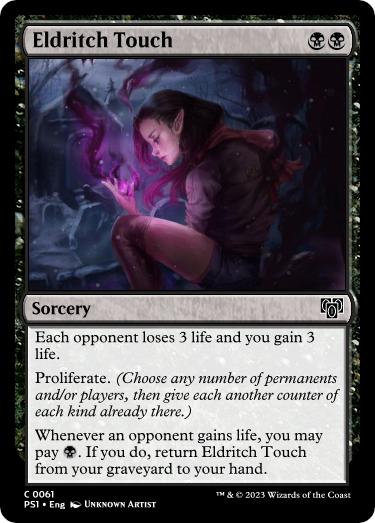 Eldritch Touch
Sorcery
Each opponent loses 3 life and you gain 3
life.
Proliferate. (Choose any number of permanents
and/or players, then give each another counter of
each kind already there.)
Whenever an opponent gains life, you may
pay . If you do, return Eldritch Touch
from your graveyard to your hand.
C 0061
PS1 • Eng Unknown Artist
™ & © 2023 Wizards of the Coast